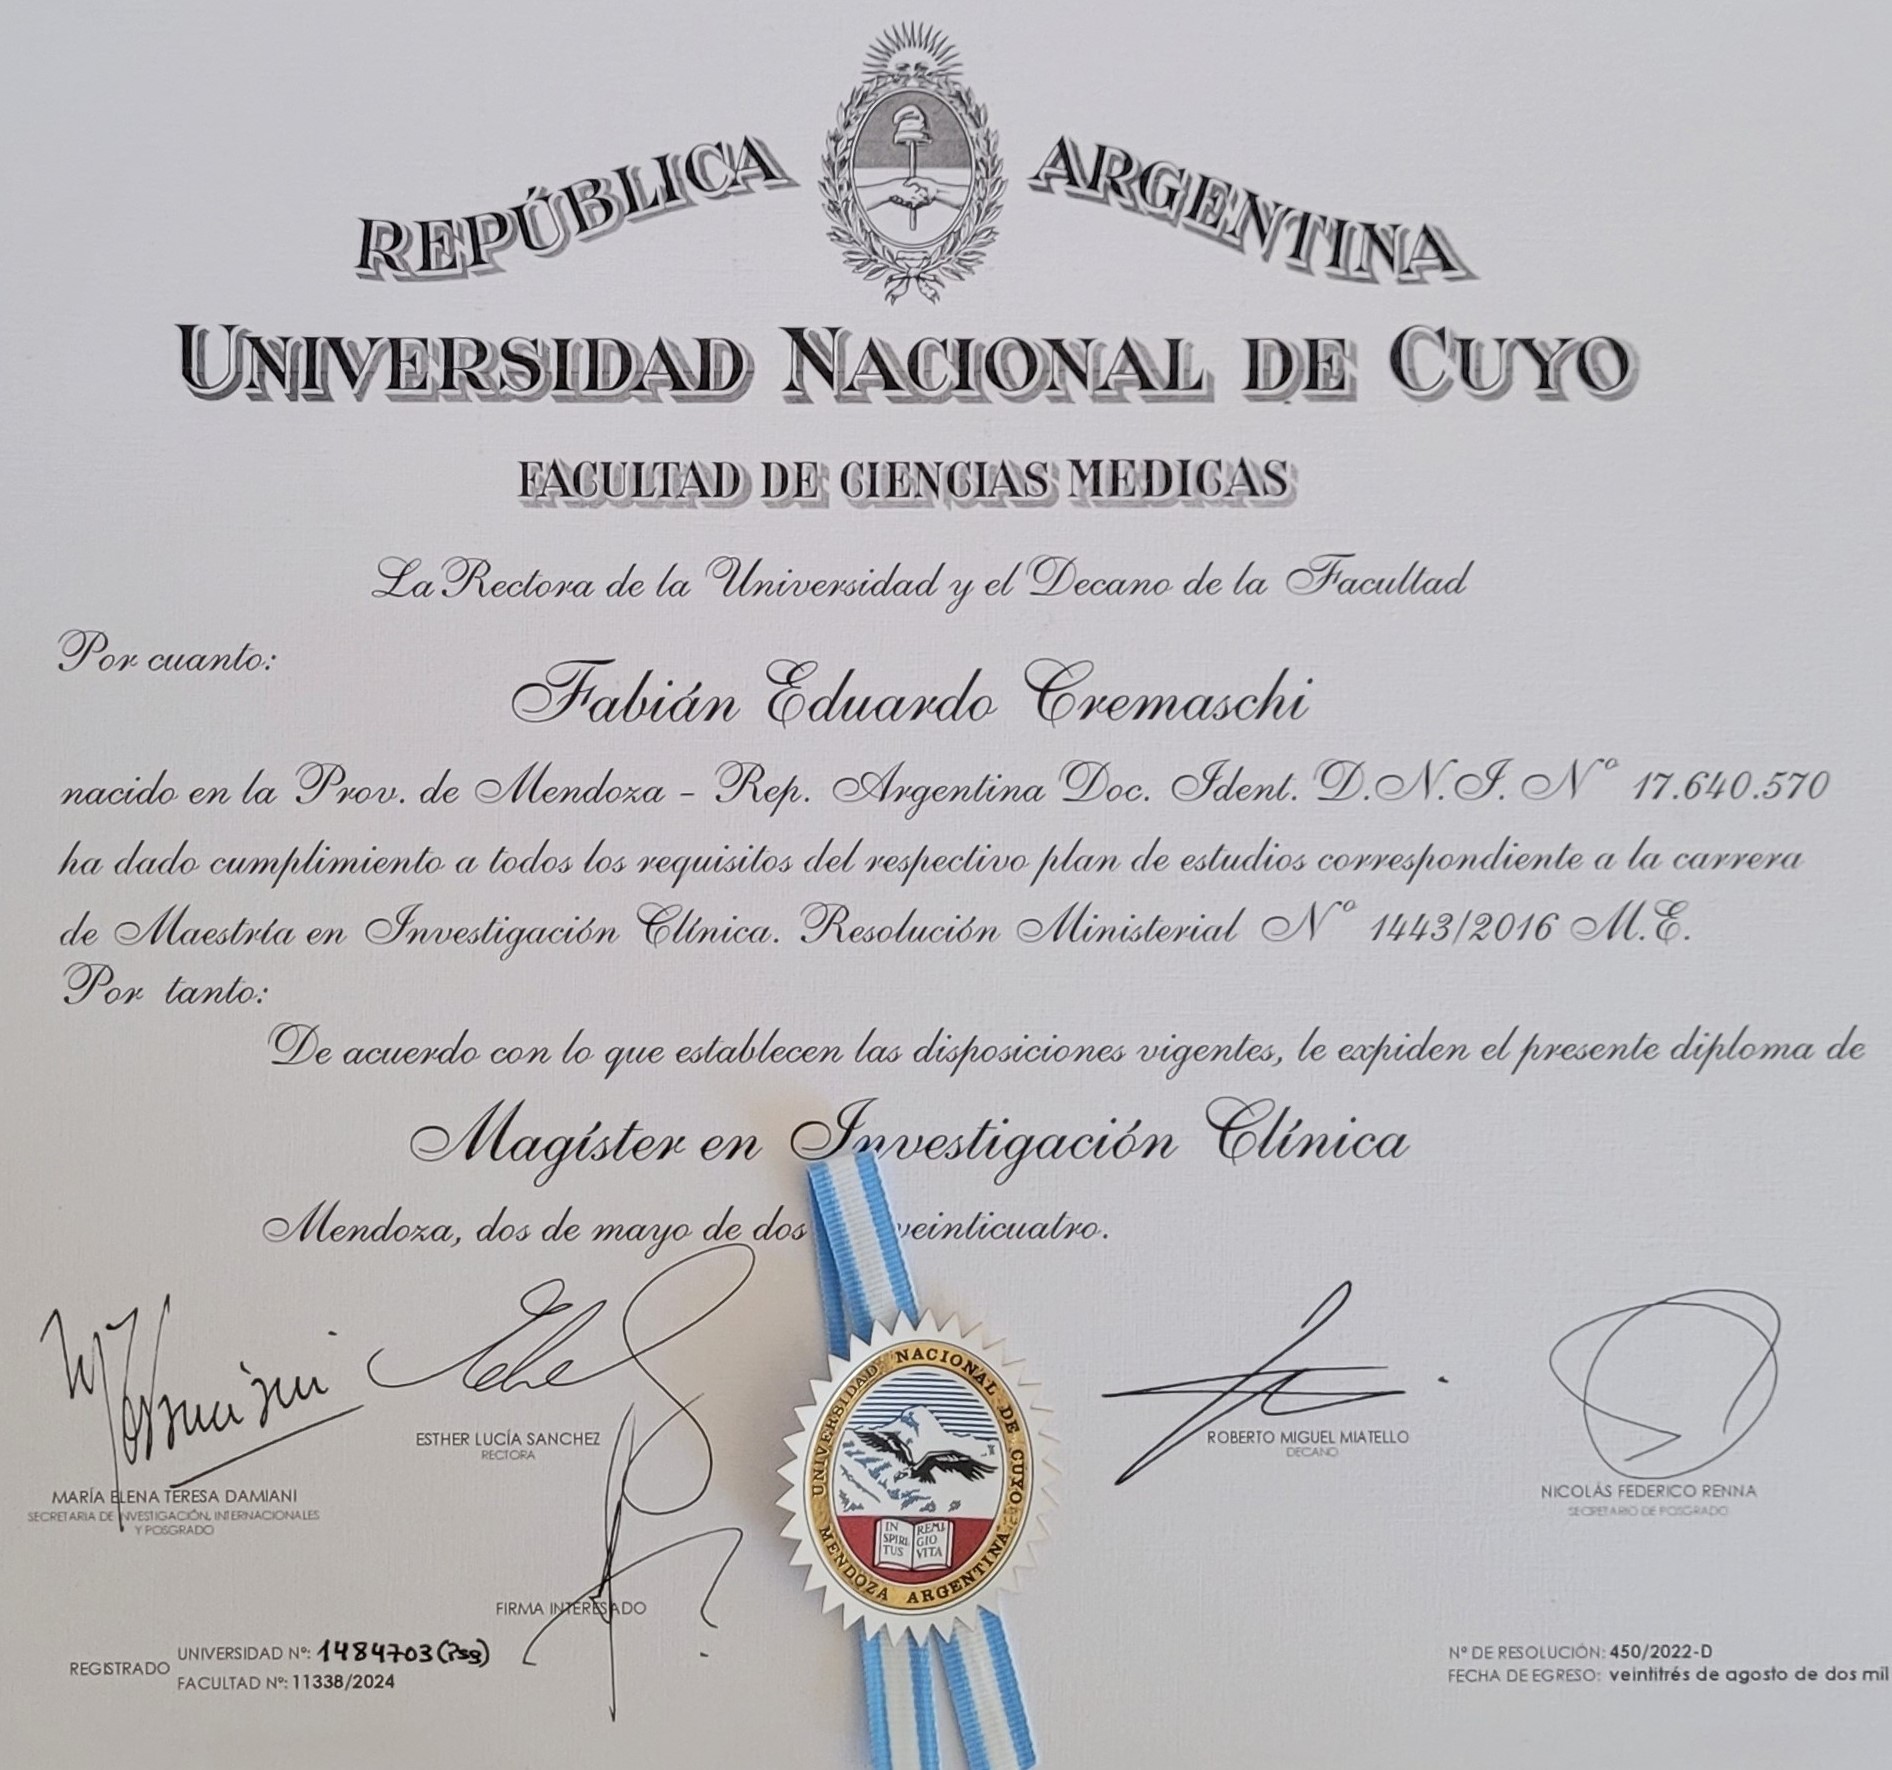 REPÚBLICA ARGENTINA
UNIVERSIDAD NACIONAL DE CUYO
FACULTAD DE CIENCIAS MEDICAS
La Rectora de la Universidad y el Decano de la Facultad
Por cuanto:
Fabián Eduardo Cremaschi
nacido en la Prov. de Mendoza - Rep. Argentina Doc. Ident. D.N.I. Nº 17.640.570
ha dado cumplimiento a todos los requisitos del respectivo plan de estudios correspondiente a la carrera
de Maestría en Investigación Clínica. Resolución Ministerial Nº 1443/2016 M.E.
Por tanto:
De acuerdo con lo que establecen las disposiciones vigentes, le expiden el presente diploma de
Magíster en Investigación Clínica
Mendoza, dos de mayo de dos veinticuatro.
ESTHER LUCÍA SANCHEZ
RECTORA
ROBERTO MIGUEL MIATELLO
DECANO
MARÍA ELENA TERESA DAMIANI
SECRETARIA DE INVESTIGACIÓN, INTERNACIONALES
Y POSGRADO
NICOLÁS FEDERICO RENNA
SECRETARIO DE POSGRADO
UNIVERSIDAD NACIONAL DE CUYO
IN SPIRITUS REMIGIO VITA
MENDOZA ARGENTINA
FIRMA INTERESADO
REGISTRADO
UNIVERSIDAD Nº: 1484703
FACULTAD Nº: 11338/2024
Nº DE RESOLUCIÓN: 450/2022-D
FECHA DE EGRESO: veintitrés de agosto de dos mil